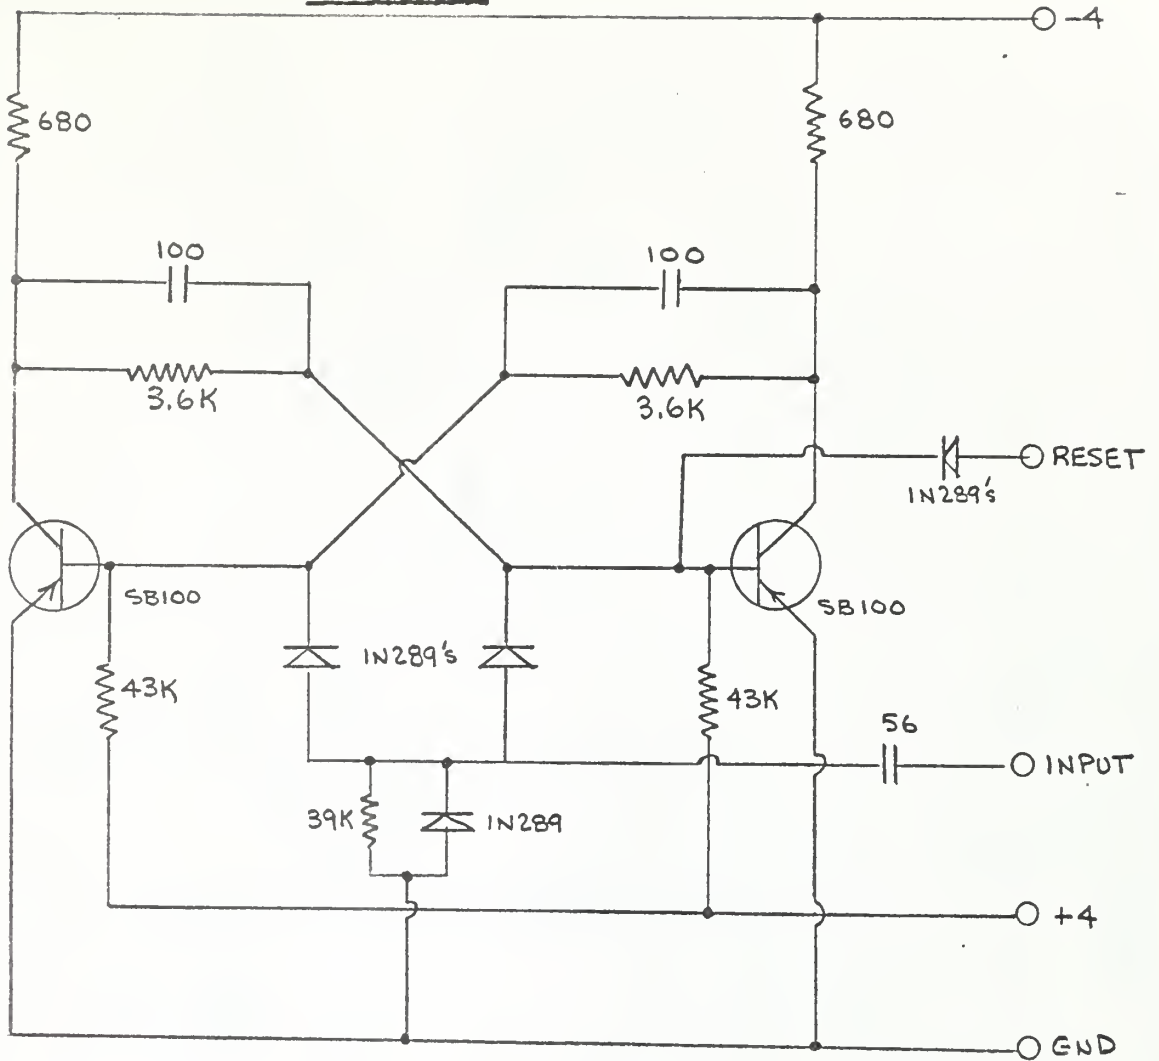 -4
680
680
100
100
3.6K
3.6K
RESET
1N289's
SB100
SB100
1N289's
43K
43K
56
INPUT
39K
1N289
+4
GND